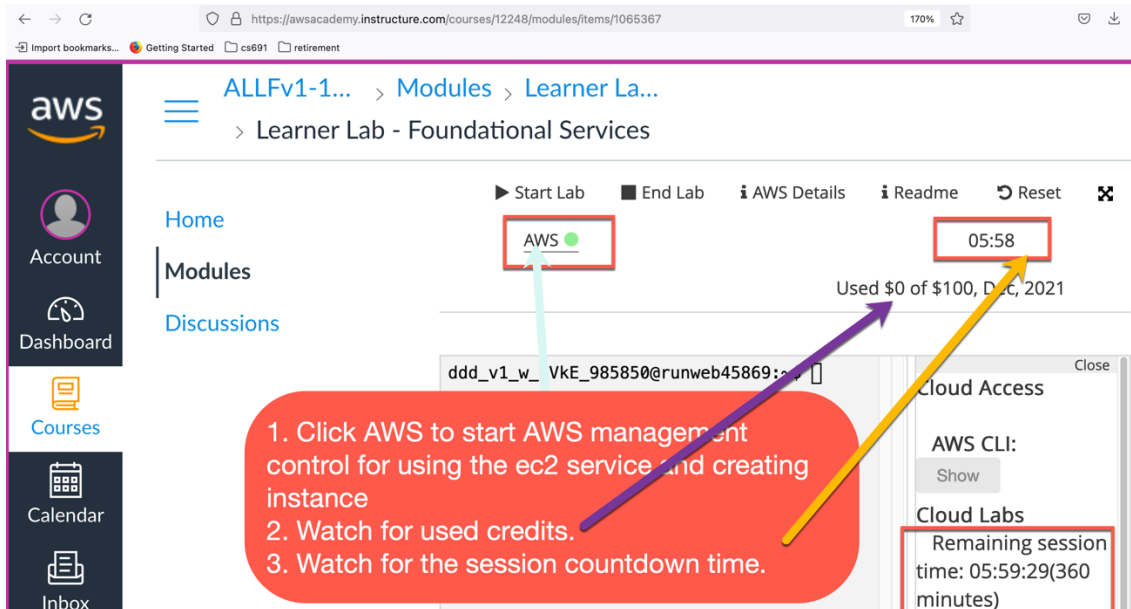 https://awsacademy.instructure.com/courses/12248/modules/items/1065367
170%
Import bookmarks...
Getting Started
cs691
retirement
aws
ALLFv1-1... > Modules > Learner La...
> Learner Lab - Foundational Services
Account
Dashboard
Courses
Calendar
Inbox
Home
Modules
Discussions
Start Lab
End Lab
AWS Details
Readme
Reset
AWS
05:58
Used $0 of $100, Dec, 2021
985850@runweb45869:~$
1. Click AWS to start AWS management
control for using the ec2 service and creating
instance
2. Watch for used credits.
3. Watch for the session countdown time.
Close
Cloud Access
AWS CLI:
Show
Cloud Labs
Remaining session
time: 05:59:29(360
minutes)